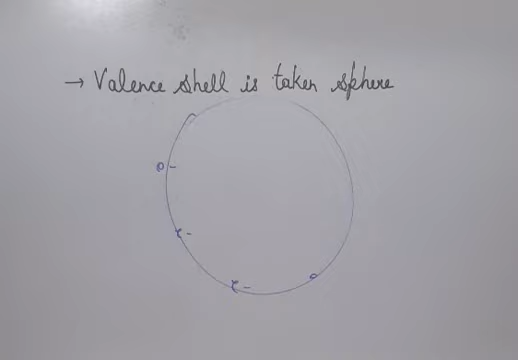 → Valence shell is taken sphere
e-
e-